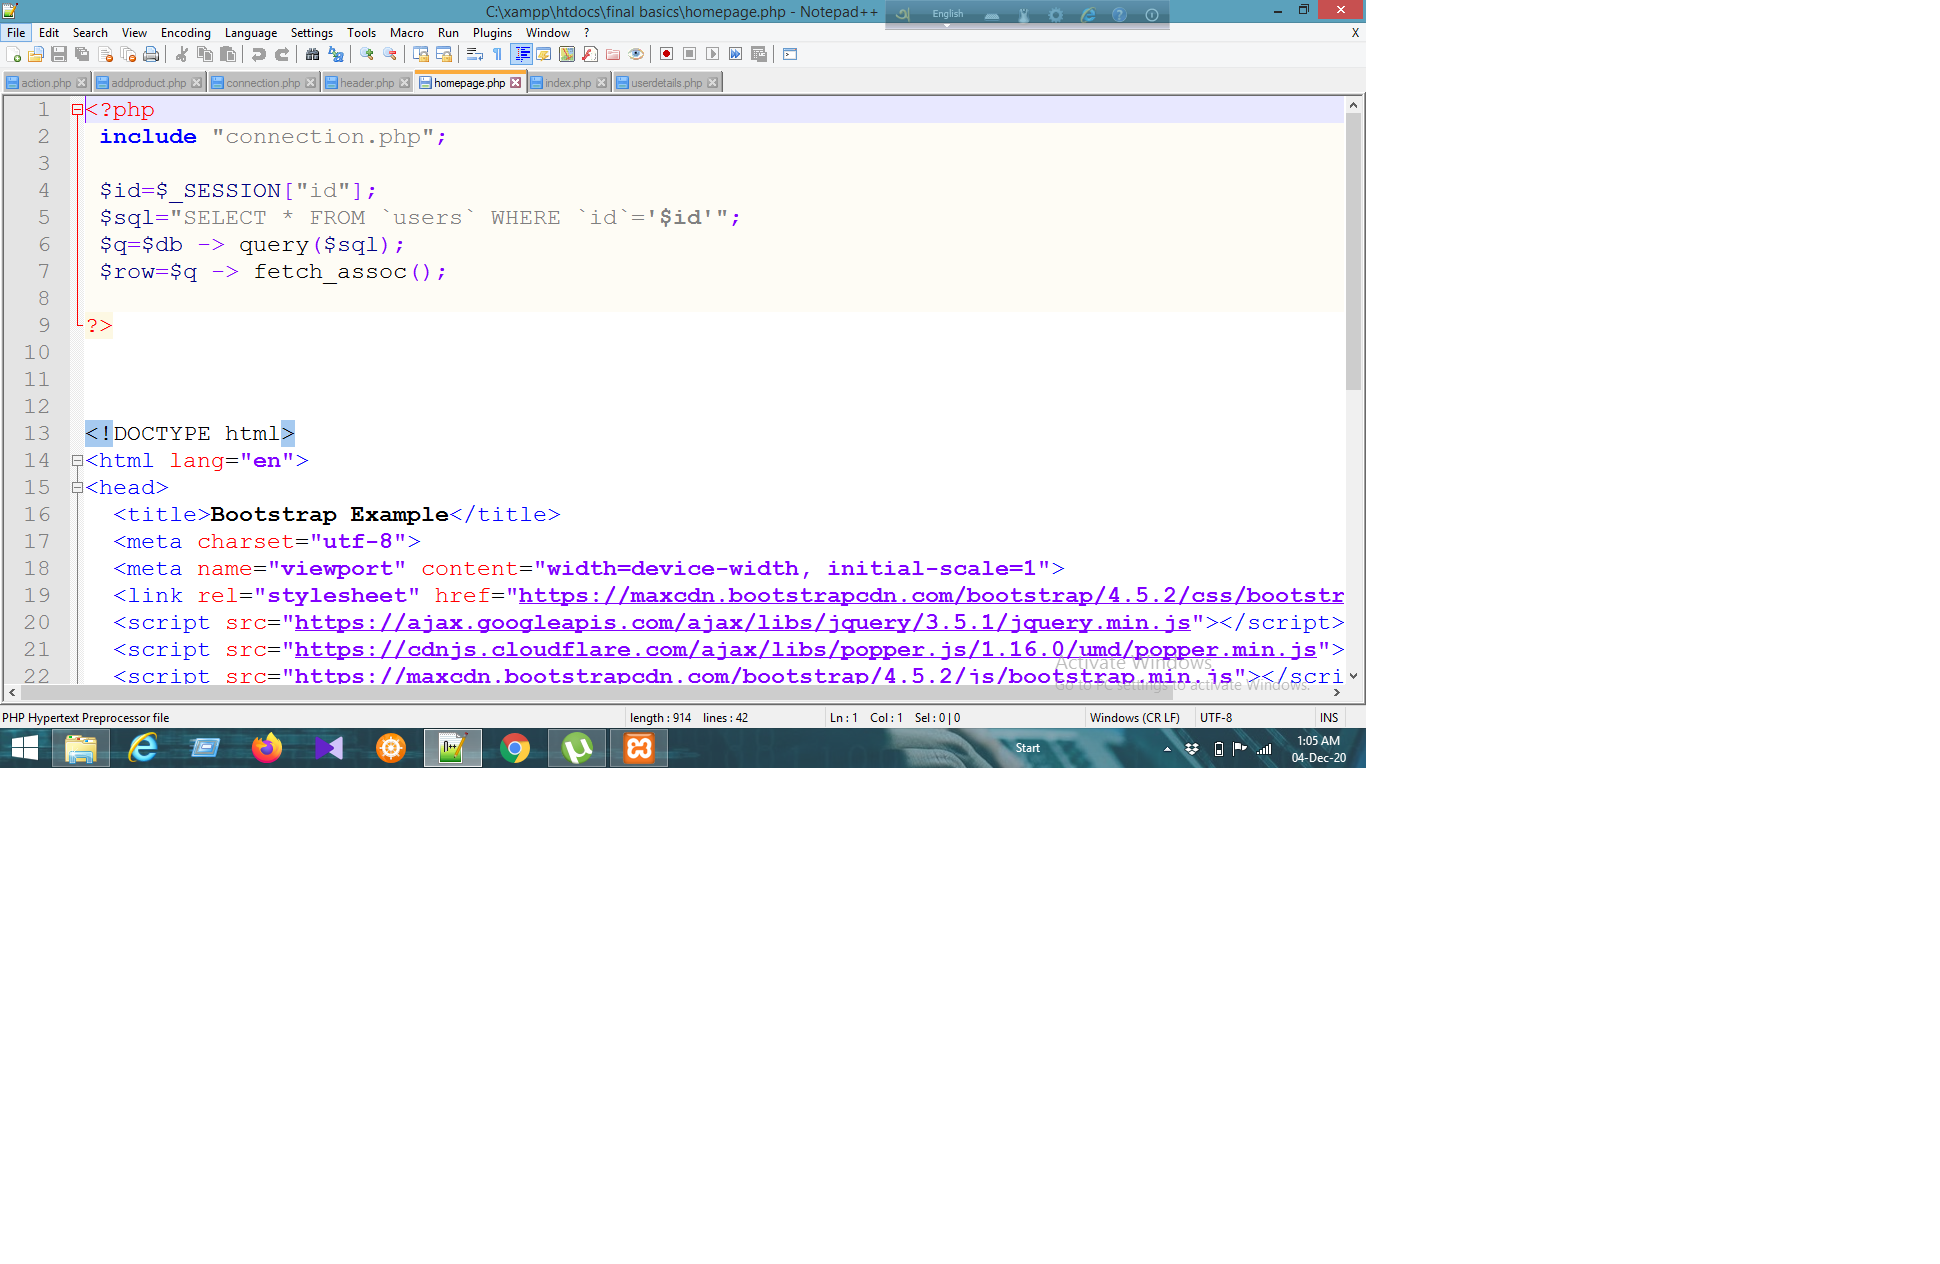 C:\xampp\htdocs\final basics\homepage.php - Notepad++
English
File Edit Search View Encoding Language Settings Tools Macro Run Plugins Window ? X
action.php addproduct.php connection.php header.php homepage.php index.php userdetails.php
1 <?php
2 include "connection.php";
3
4 $id=$_SESSION["id"];
5 $sql="SELECT * FROM `users` WHERE `id`='$id'";
6 $q=$db -> query($sql);
7 $row=$q -> fetch_assoc();
8
9 ?>
10
11
12
13 <!DOCTYPE html>
14 <html lang="en">
15 <head>
16 <title>Bootstrap Example</title>
17 <meta charset="utf-8">
18 <meta name="viewport" content="width=device-width, initial-scale=1">
19 <link rel="stylesheet" href="https://maxcdn.bootstrapcdn.com/bootstrap/4.5.2/css/bootstr
20 <script src="https://ajax.googleapis.com/ajax/libs/jquery/3.5.1/jquery.min.js"></script>
21 <script src="https://cdnjs.cloudflare.com/ajax/libs/popper.js/1.16.0/umd/popper.min.js">
22 <script src="https://maxcdn.bootstrapcdn.com/bootstrap/4.5.2/js/bootstrap.min.js"></scri
Activate Windows
Go to PC settings to activate Windows.
PHP Hypertext Preprocessor file length : 914 lines : 42 Ln : 1 Col : 1 Sel : 0 | 0 Windows (CR LF) UTF-8 INS
Start
1:05 AM
04-Dec-20